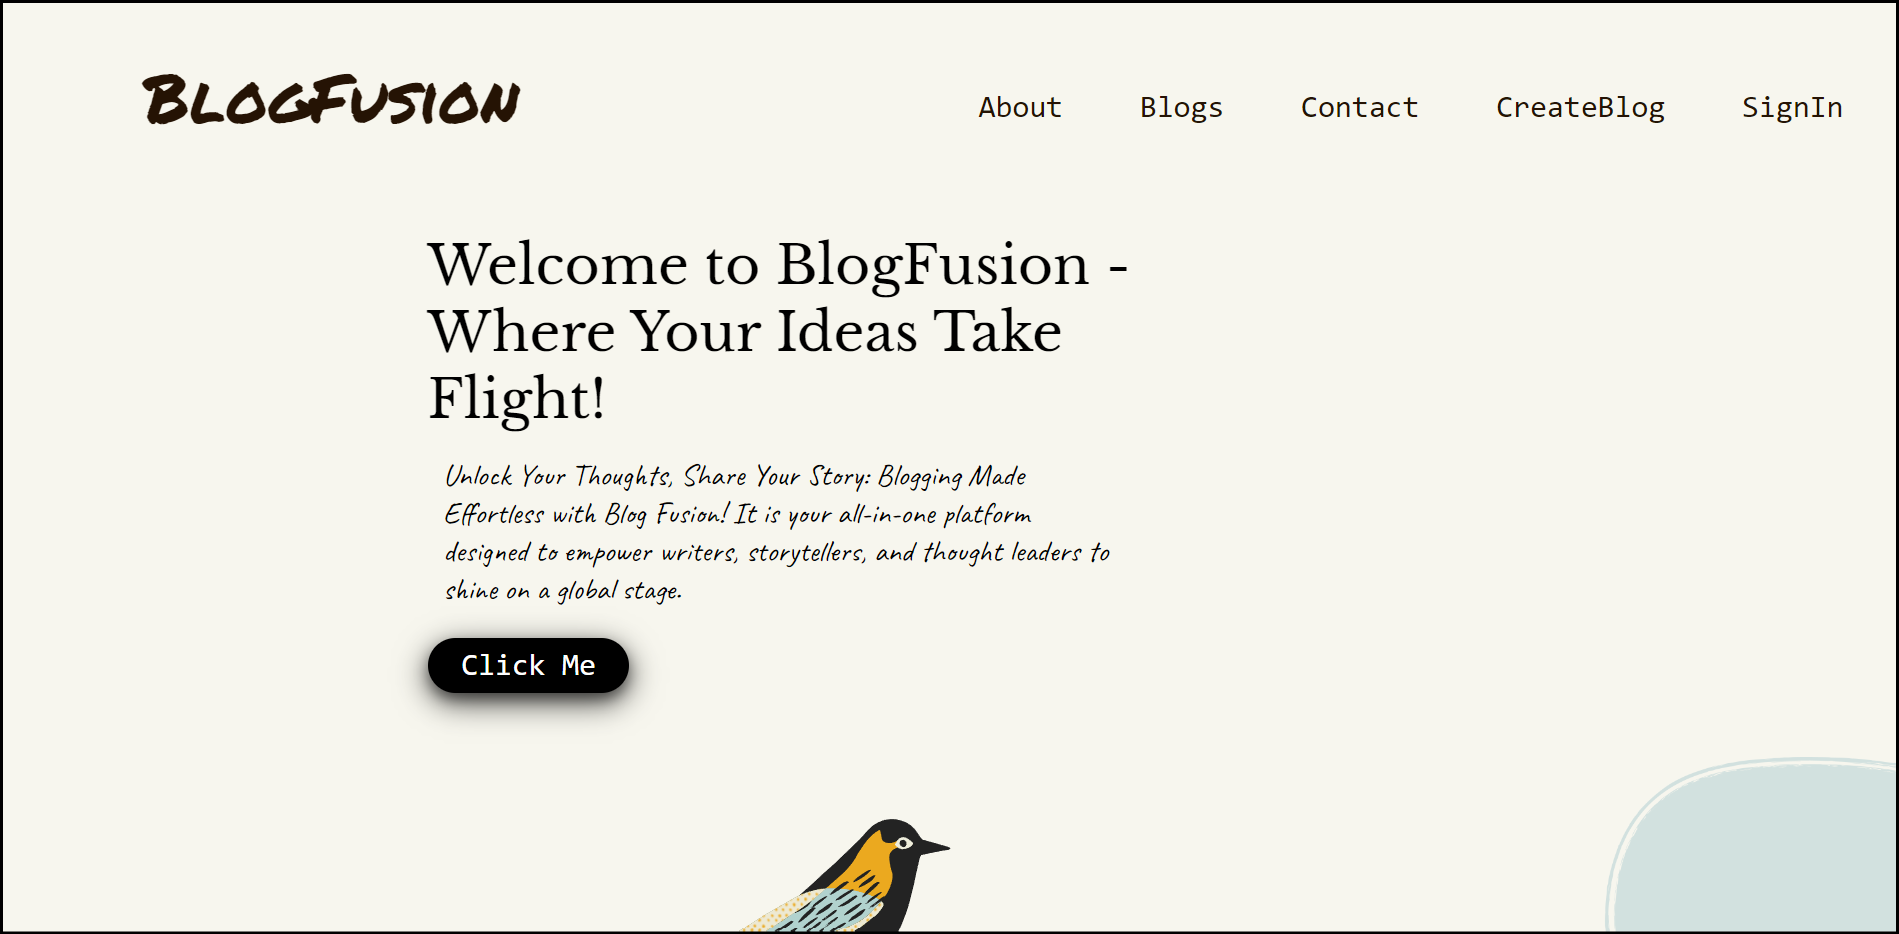 BLOGFUSION
About Blogs Contact CreateBlog SignIn
Welcome to BlogFusion -
Where Your Ideas Take
Flight!
Unlock Your Thoughts, Share Your Story: Blogging Made
Effortless with Blog Fusion! It is your all-in-one platform
designed to empower writers, storytellers, and thought leaders to
shine on a global stage.
Click Me